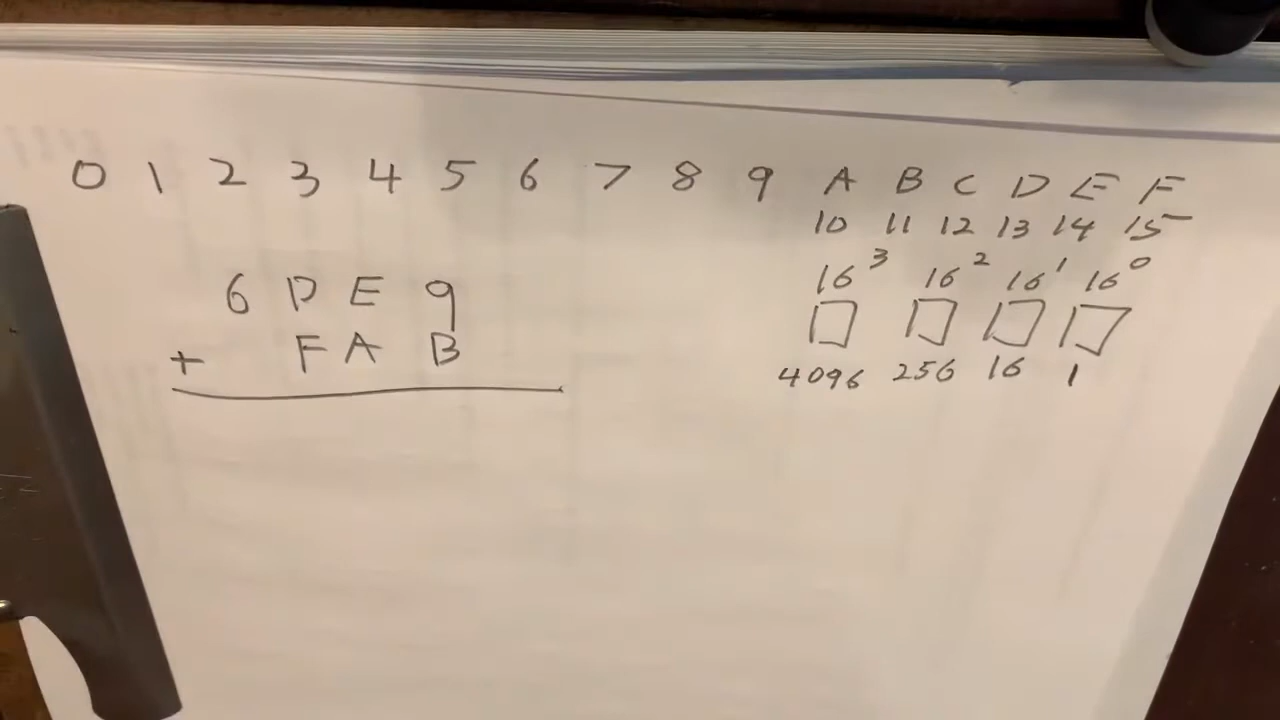 0 1 2 3 4 5 6 7 8 9 A B C D E F
10 11 12 13 14 15
16³ 16² 16¹ 16⁰
6 D E 9
□ □ □ □
+ F A B
4096 256 16 1